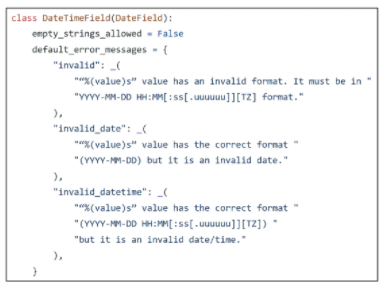 class DateTimeField(DateField):
    empty_strings_allowed = False
    default_error_messages = {
        "invalid": _(
            "“%(value)s” value has an invalid format. It must be in "
            "YYYY-MM-DD HH:MM[:ss[.uuuuuu]][TZ] format."
        ),
        "invalid_date": _(
            "“%(value)s” value has the correct format "
            "(YYYY-MM-DD) but it is an invalid date."
        ),
        "invalid_datetime": _(
            "“%(value)s” value has the correct format "
            "(YYYY-MM-DD HH:MM[:ss[.uuuuuu]][TZ]) "
            "but it is an invalid date/time."
        ),
    }